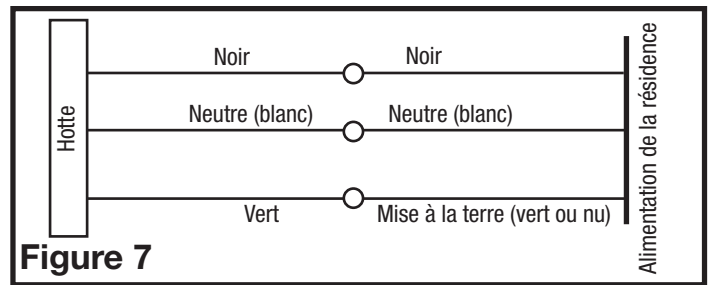 Noir
Noir
Neutre (blanc)
Neutre (blanc)
Hotte
Vert
Mise à la terre (vert ou nu)
Alimentation de la résidence
Figure 7